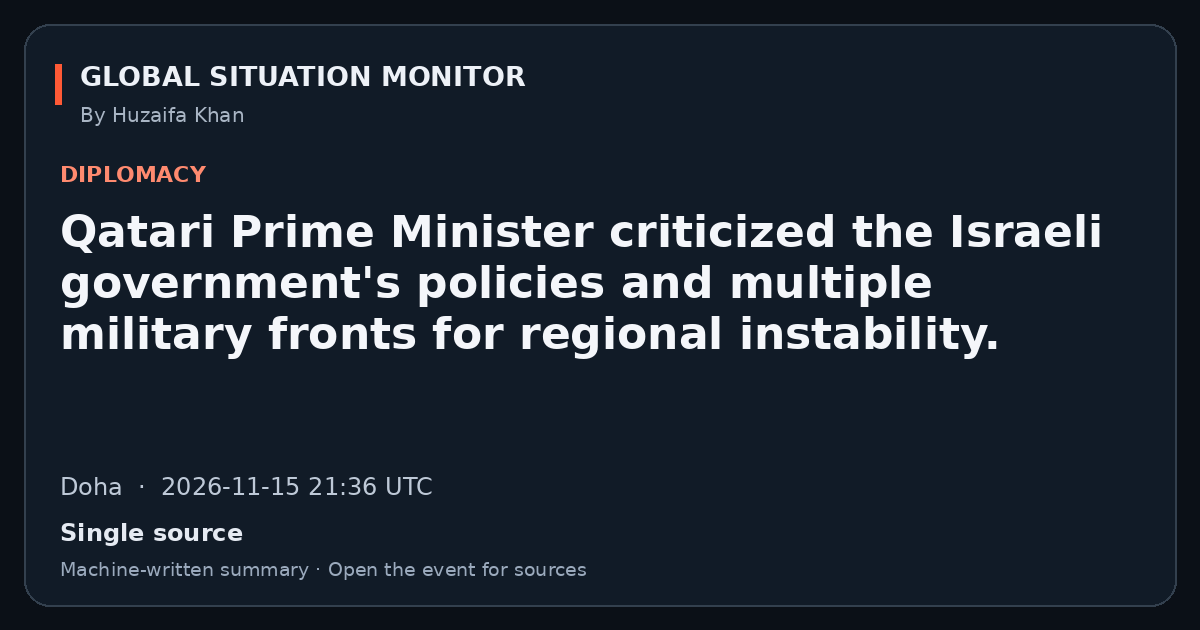 GLOBAL SITUATION MONITOR
By Huzaifa Khan
DIPLOMACY
Qatari Prime Minister criticized the Israeli
government's policies and multiple
military fronts for regional instability.
Doha · 2026-11-15 21:36 UTC
Single source
Machine-written summary · Open the event for sources